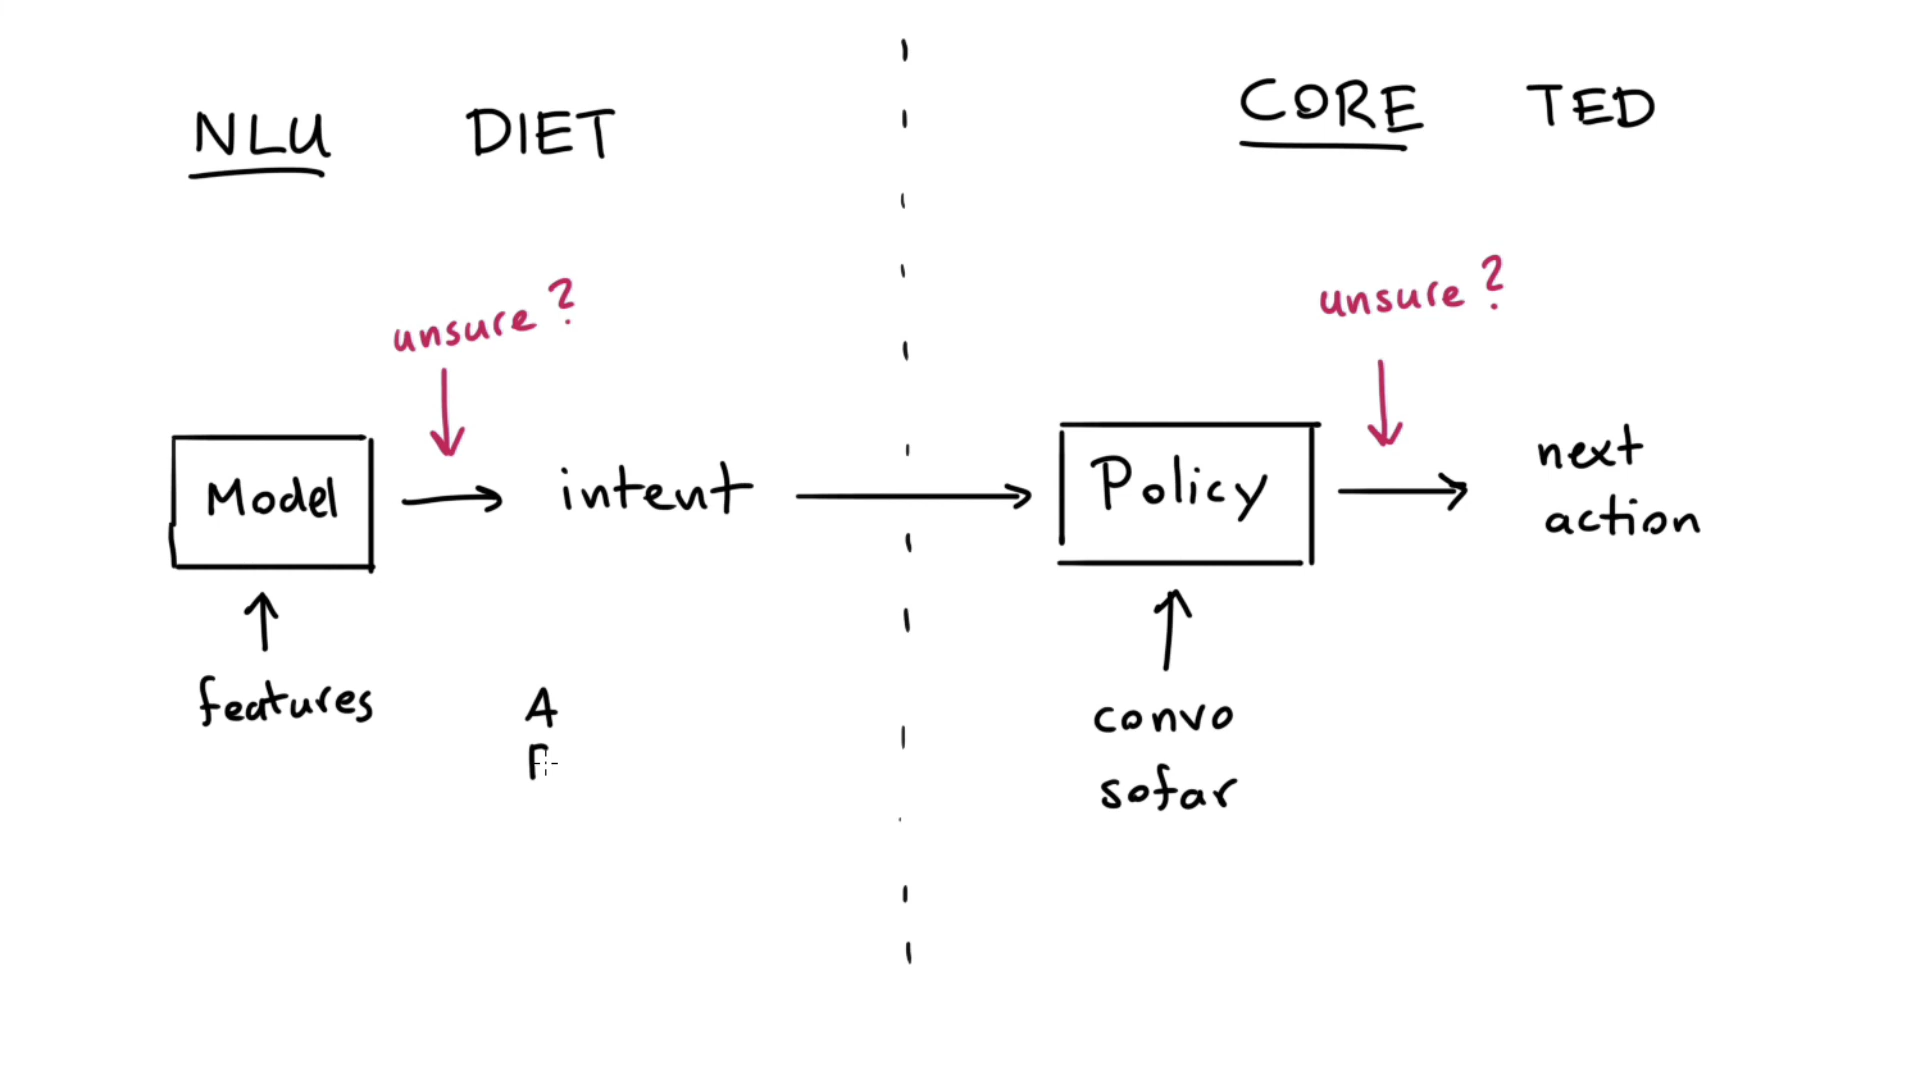 NLU DIET
unsure?
Model → intent
features
A
CORE TED
unsure?
Policy → next action
convo
sofar